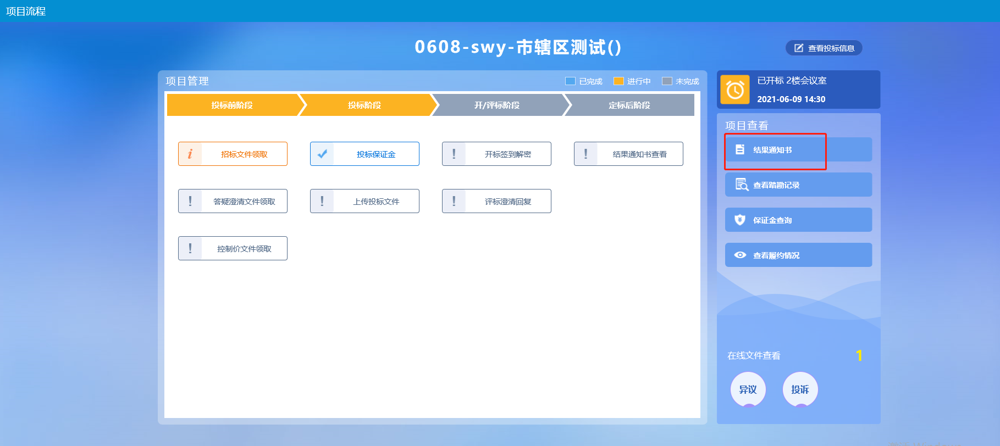 项目流程
0608-swy-市辖区测试()
查看投标信息
项目管理
已完成
进行中
未完成
投标前阶段
投标阶段
开/评标阶段
定标后阶段
招标文件领取
投标保证金
开标签到解密
结果通知书查看
答疑澄清文件领取
上传投标文件
评标澄清回复
控制价文件领取
已开标 2楼会议室
2021-06-09 14:30
项目查看
结果通知书
查看踏勘记录
保证金查询
查看履约情况
在线文件查看
1
异议
投诉